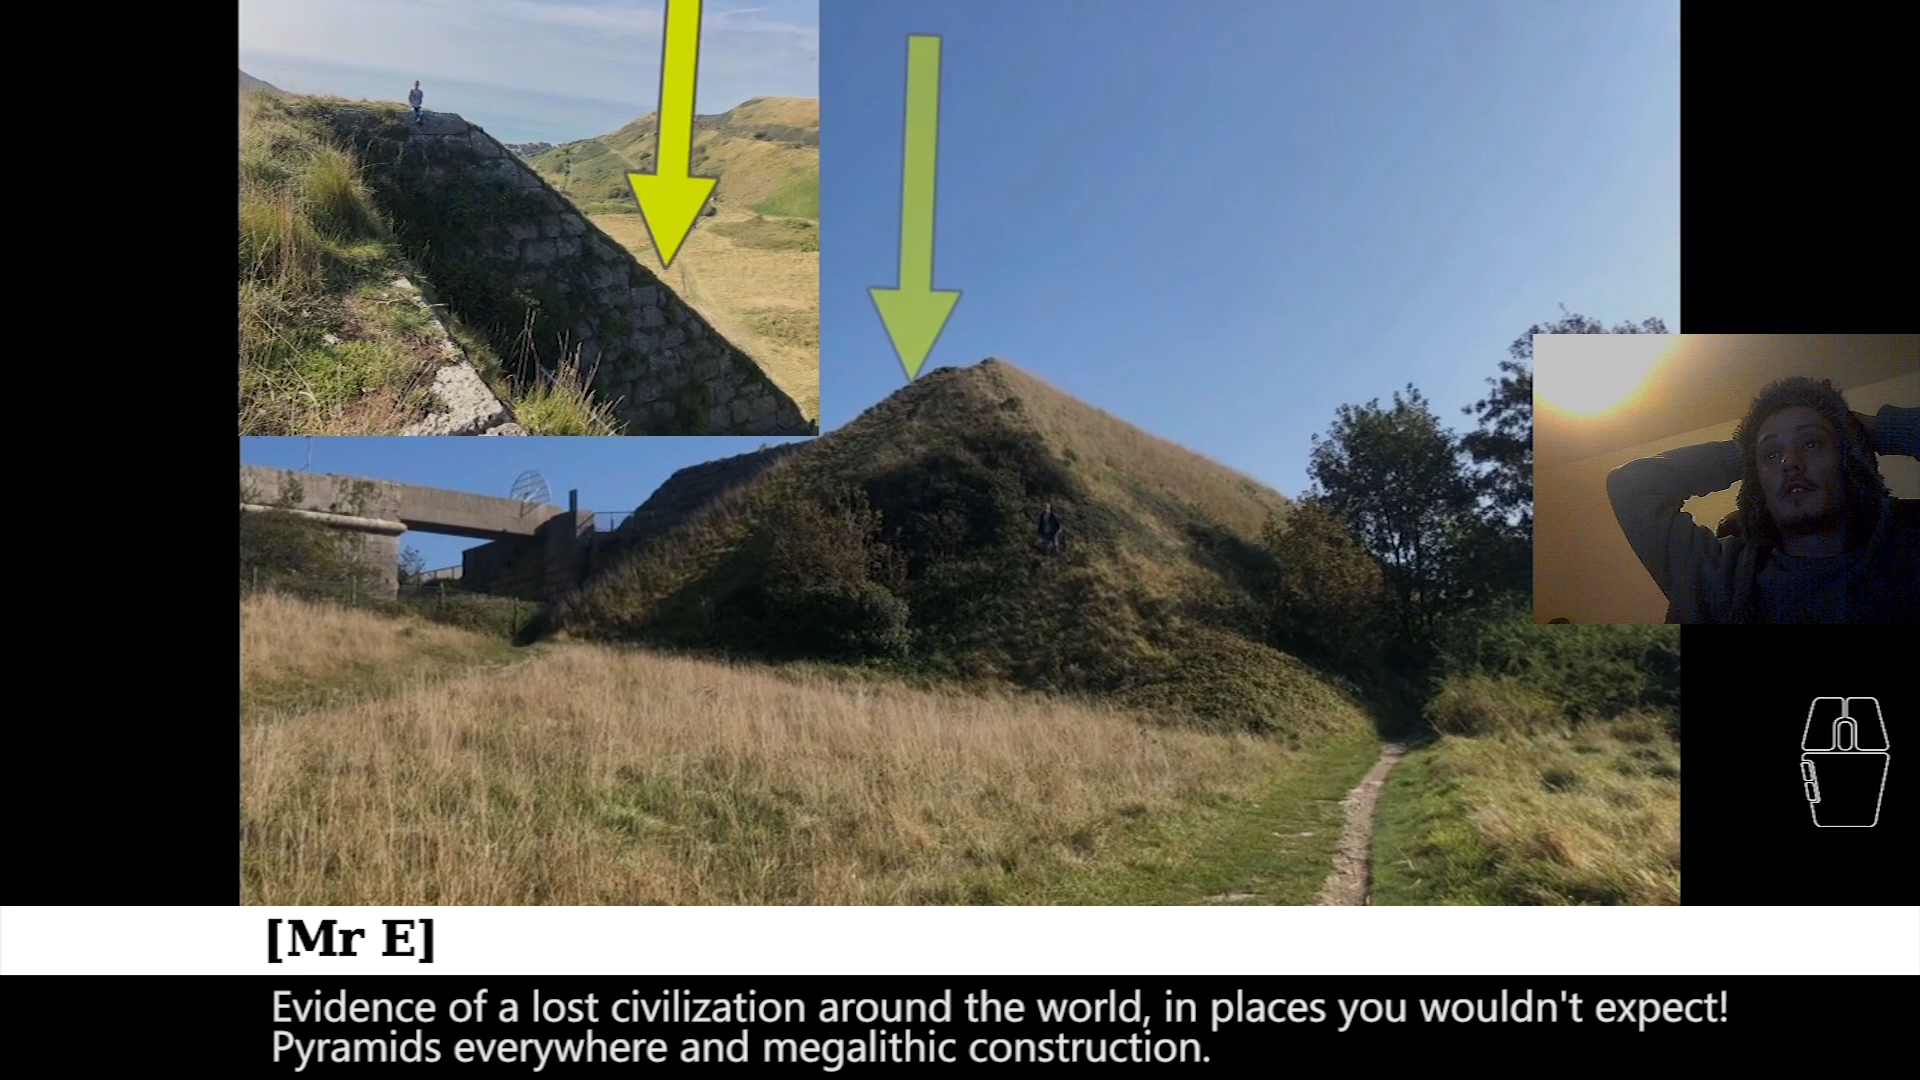 [Mr E]
Evidence of a lost civilization around the world, in places you wouldn't expect!
Pyramids everywhere and megalithic construction.